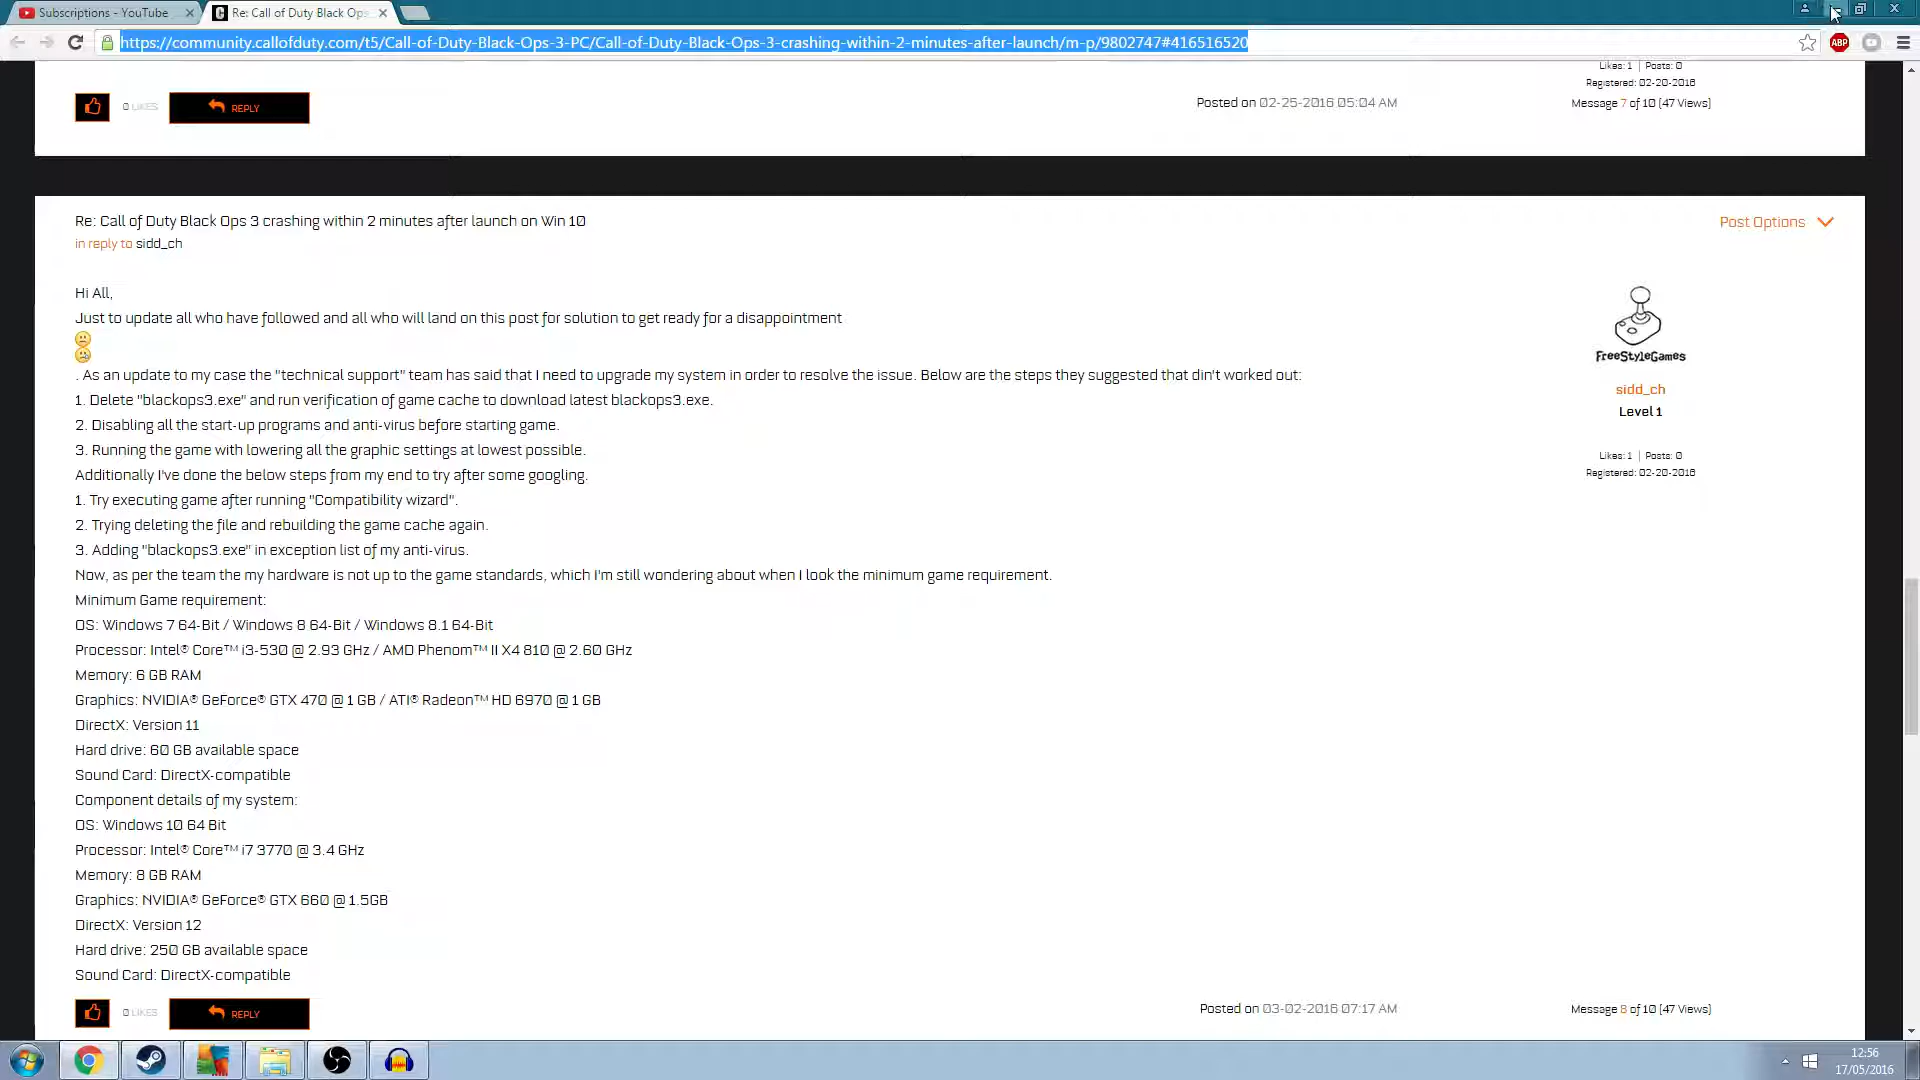 Subscriptions - YouTube
Re: Call of Duty Black Ops
https://community.callofduty.com/t5/Call-of-Duty-Black-Ops-3-PC/Call-of-Duty-Black-Ops-3-crashing-within-2-minutes-after-launch/m-p/9802747#416516520
ABP
Likes: 1 | Posts: 0
Registered: 02-20-2016
0 LIKES
REPLY
Posted on 02-25-2016 05:04 AM
Message 7 of 10 (47 Views)
Re: Call of Duty Black Ops 3 crashing within 2 minutes after launch on Win 10
Post Options
in reply to sidd_ch
Hi All,
Just to update all who have followed and all who will land on this post for solution to get ready for a disappointment
. As an update to my case the "technical support" team has said that I need to upgrade my system in order to resolve the issue. Below are the steps they suggested that din't worked out:
1. Delete "blackops3.exe" and run verification of game cache to download latest blackops3.exe.
2. Disabling all the start-up programs and anti-virus before starting game.
3. Running the game with lowering all the graphic settings at lowest possible.
Additionally I've done the below steps from my end to try after some googling.
1. Try executing game after running "Compatibility wizard".
2. Trying deleting the file and rebuilding the game cache again.
3. Adding "blackops3.exe" in exception list of my anti-virus.
Now, as per the team the my hardware is not up to the game standards, which I'm still wondering about when I look the minimum game requirement.
Minimum Game requirement:
OS: Windows 7 64-Bit / Windows 8 64-Bit / Windows 8.1 64-Bit
Processor: Intel® Core™ i3-530 @ 2.93 GHz / AMD Phenom™ II X4 810 @ 2.60 GHz
Memory: 6 GB RAM
Graphics: NVIDIA® GeForce® GTX 470 @ 1 GB / ATI® Radeon™ HD 6970 @ 1 GB
DirectX: Version 11
Hard drive: 60 GB available space
Sound Card: DirectX-compatible
Component details of my system:
OS: Windows 10 64 Bit
Processor: Intel® Core™ i7 3770 @ 3.4 GHz
Memory: 8 GB RAM
Graphics: NVIDIA® GeForce® GTX 660 @ 1.5GB
DirectX: Version 12
Hard drive: 250 GB available space
Sound Card: DirectX-compatible
FreeStyleGames
sidd_ch
Level 1
Likes: 1 | Posts: 0
Registered: 02-20-2016
0 LIKES
REPLY
Posted on 03-02-2016 07:17 AM
Message 8 of 10 (47 Views)
12:56
17/05/2016